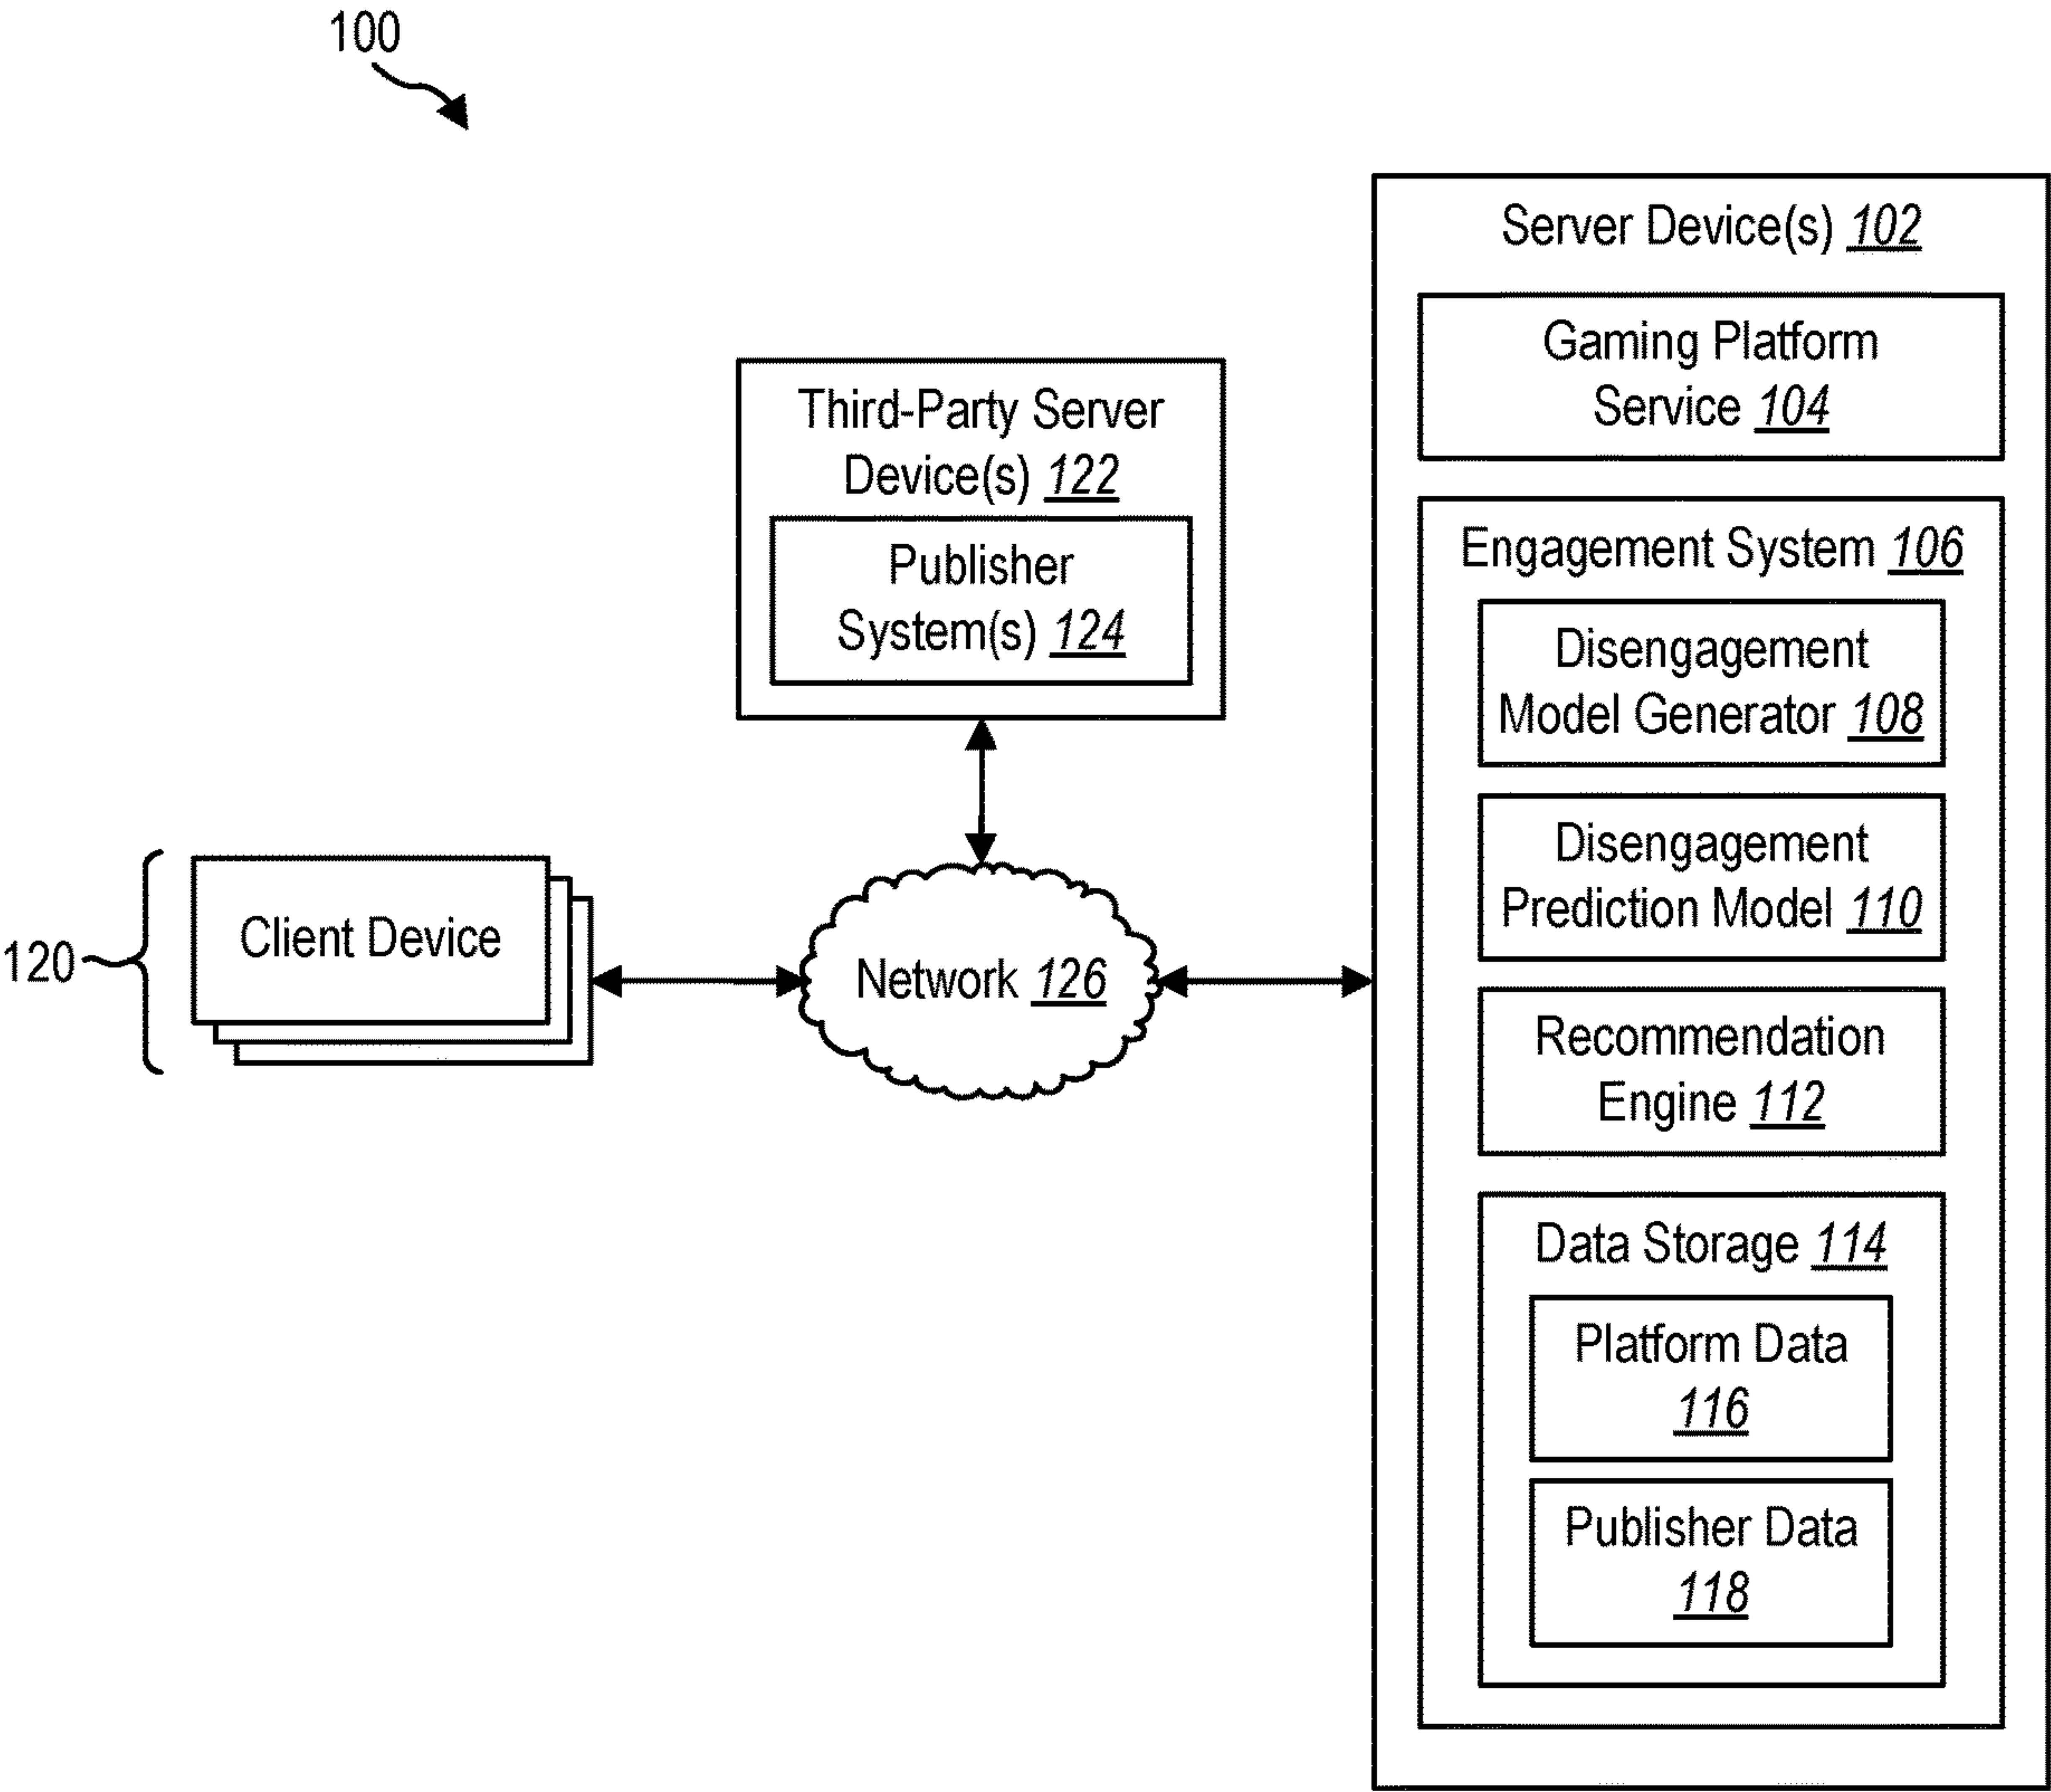 100
Server Device(s) 102
Gaming Platform
Service 104
Third-Party Server
Device(s) 122
Publisher
System(s) 124
Engagement System 106
Disengagement
Model Generator 108
Disengagement
Prediction Model 110
120
Client Device
Network 126
Recommendation
Engine 112
Data Storage 114
Platform Data
116
Publisher Data
118